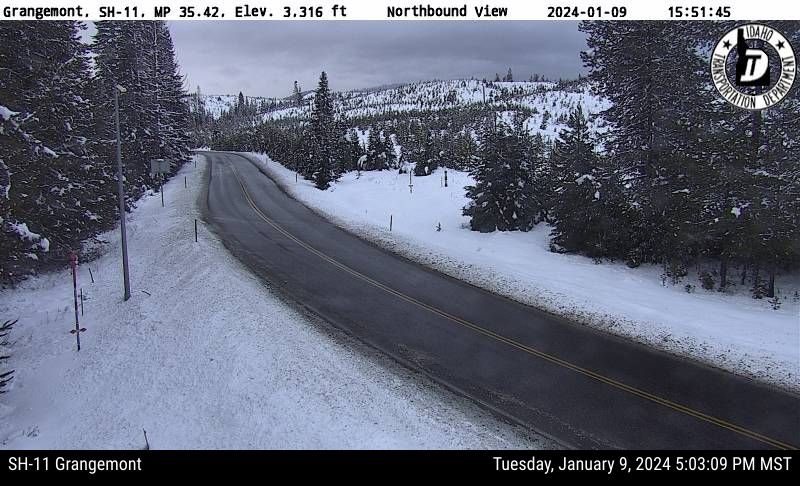 Grangemont, SH-11, MP 35.42, Elev. 3,316 ft Northbound View 2024-01-09 15:51:45
IDAHO
TRANSPORTATION DEPARTMENT
SH-11 Grangemont Tuesday, January 9, 2024 5:03:09 PM MST